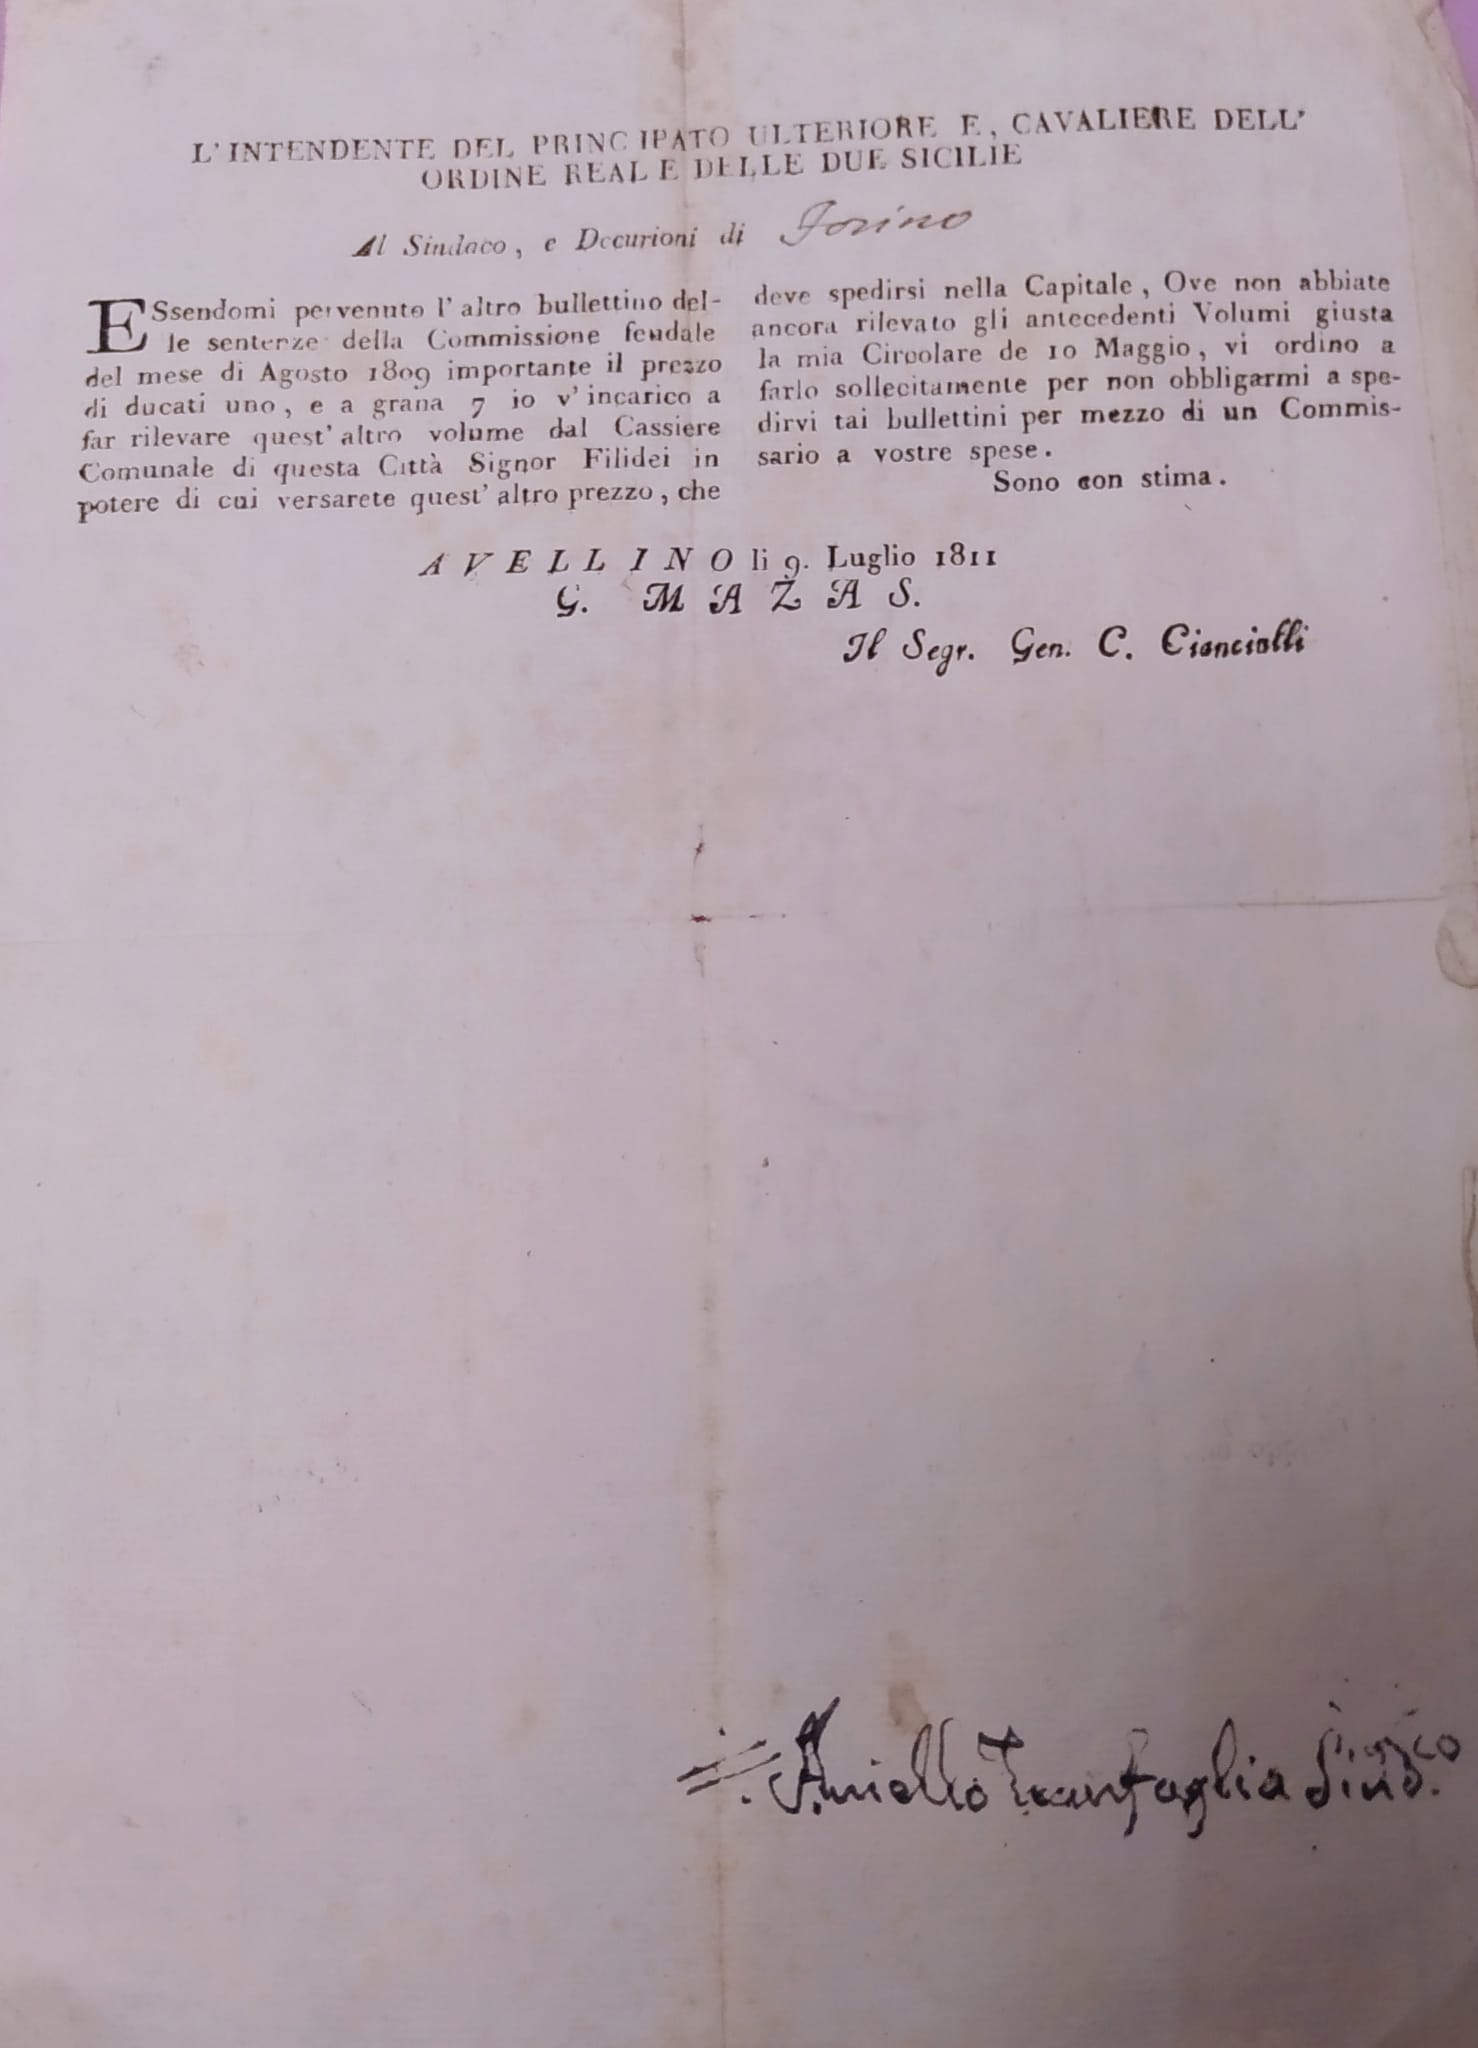 L'INTENDENTE DEL PRINCIPATO ULTERIORE E, CAVALIERE DELL'
ORDINE REALE DELLE DUE SICILIE
Al Sindaco, e Decurioni di Forino
ESsendomi pervenuto l'altro bullettino del-
le sentenze della Commissione feudale
del mese di Agosto 1809 importante il prezzo
di ducati uno, e a grana 7 10 v'incarico a
far rilevare quest'altro volume dal Cassiere
Comunale di questa Città Signor Filidei in
potere di cui versarete quest'altro prezzo, che
deve spedirsi nella Capitale, Ove non abbiate
ancora rilevato gli antecedenti Volumi giusta
la mia Circolare de 10 Maggio, vi ordino a
farlo sollecitamente per non obbligarmi a spe-
dirvi tai bullettini per mezzo di un Commis-
sario a vostre spese.
Sono con stima.
AVELLINO li 9. Luglio 1811
G. MAZAS.
Il Segr. Gen. C. Cianciulli
Aniello Tranfaglia Sindco